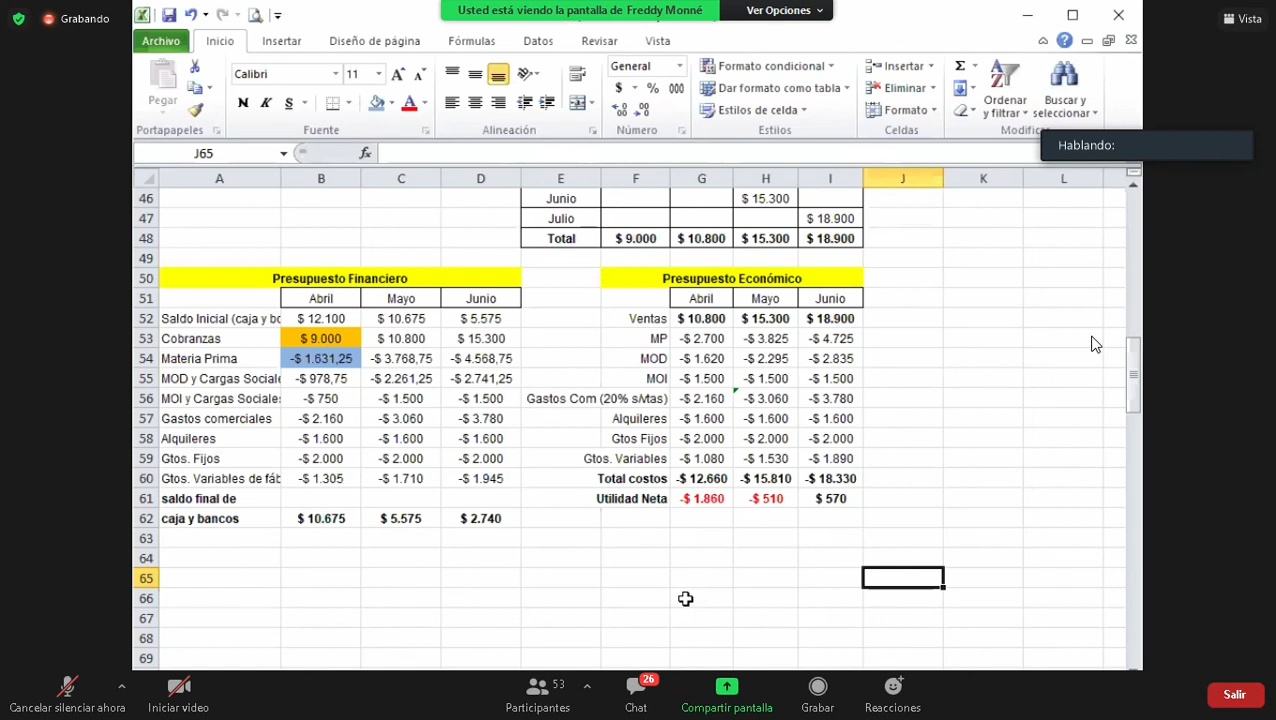 Grabando
Usted está viendo la pantalla de Freddy Monné
Ver Opciones
Vista
Archivo Inicio Insertar Diseño de página Fórmulas Datos Revisar Vista
Pegar
Calibri 11
N K S
General
$ % 000
Formato condicional
Dar formato como tabla
Estilos de celda
Insertar
Eliminar
Formato
Σ
Ordenar y filtrar
Buscar y seleccionar
Portapapeles Fuente Alineación Número Estilos Celdas Modificar
Hablando:
J65 fx
A B C D E F G H I J K L
46 Junio $ 15.300
47 Julio $ 18.900
48 Total $ 9.000 $ 10.800 $ 15.300 $ 18.900
49
50 Presupuesto Financiero Presupuesto Económico
51 Abril Mayo Junio Abril Mayo Junio
52 Saldo Inicial (caja y bc $ 12.100 $ 10.675 $ 5.575 Ventas $ 10.800 $ 15.300 $ 18.900
53 Cobranzas $ 9.000 $ 10.800 $ 15.300 MP -$ 2.700 -$ 3.825 -$ 4.725
54 Materia Prima -$ 1.631,25 -$ 3.768,75 -$ 4.568,75 MOD -$ 1.620 -$ 2.295 -$ 2.835
55 MOD y Cargas Sociale -$ 978,75 -$ 2.261,25 -$ 2.741,25 MOI -$ 1.500 -$ 1.500 -$ 1.500
56 MOI y Cargas Sociale -$ 750 -$ 1.500 -$ 1.500 Gastos Com (20% s/vtas) -$ 2.160 -$ 3.060 -$ 3.780
57 Gastos comerciales -$ 2.160 -$ 3.060 -$ 3.780 Alquileres -$ 1.600 -$ 1.600 -$ 1.600
58 Alquileres -$ 1.600 -$ 1.600 -$ 1.600 Gtos Fijos -$ 2.000 -$ 2.000 -$ 2.000
59 Gtos. Fijos -$ 2.000 -$ 2.000 -$ 2.000 Gtos. Variables -$ 1.080 -$ 1.530 -$ 1.890
60 Gtos. Variables de fáb -$ 1.305 -$ 1.710 -$ 1.945 Total costos -$ 12.660 -$ 15.810 -$ 18.330
61 saldo final de Utilidad Neta -$ 1.860 -$ 510 $ 570
62 caja y bancos $ 10.675 $ 5.575 $ 2.740
63
64
65
66
67
68
69
Cancelar silenciar ahora
Iniciar video
53
Participantes
26
Chat
Compartir pantalla
Grabar
Reacciones
Salir